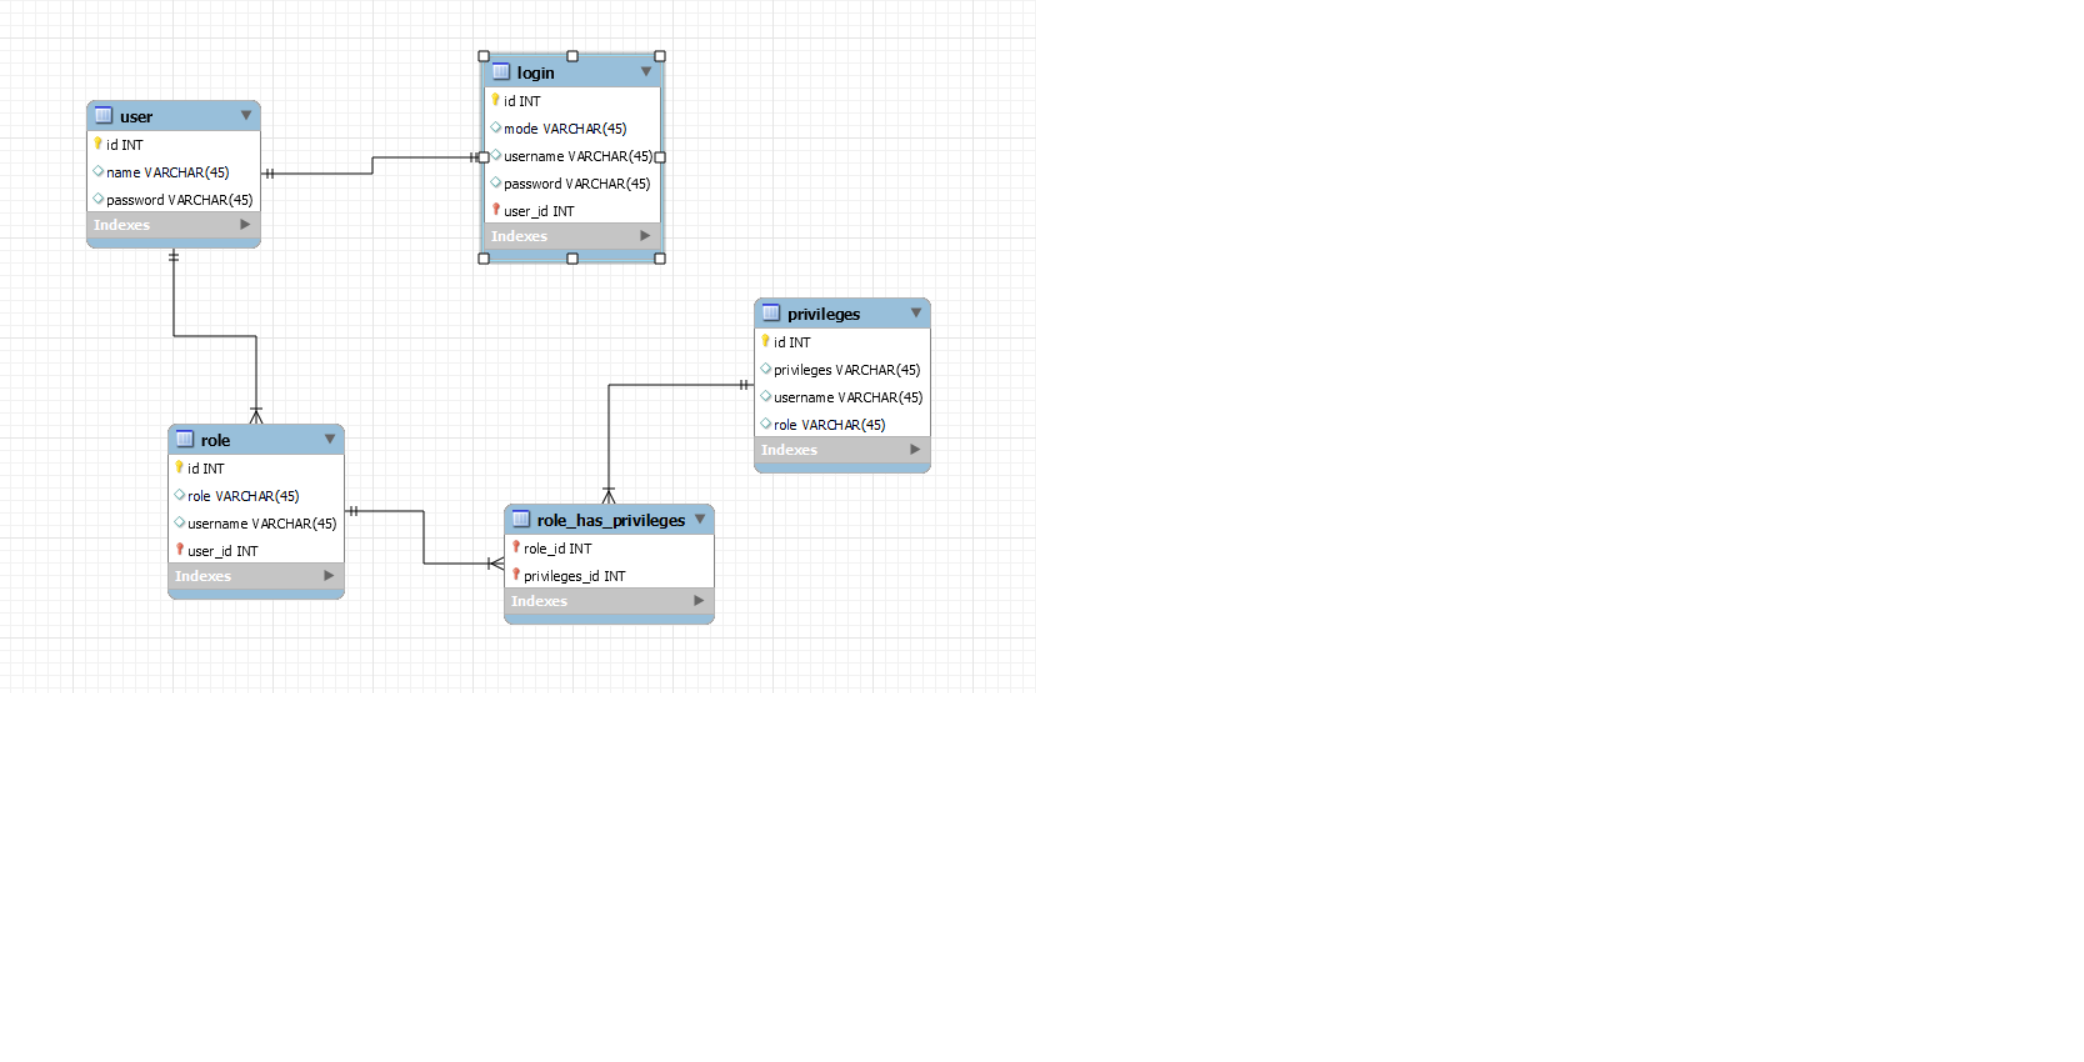 user
id INT
name VARCHAR(45)
password VARCHAR(45)
Indexes
login
id INT
mode VARCHAR(45)
username VARCHAR(45)
password VARCHAR(45)
user_id INT
Indexes
privileges
id INT
privileges VARCHAR(45)
username VARCHAR(45)
role VARCHAR(45)
Indexes
role
id INT
role VARCHAR(45)
username VARCHAR(45)
user_id INT
Indexes
role_has_privileges
role_id INT
privileges_id INT
Indexes